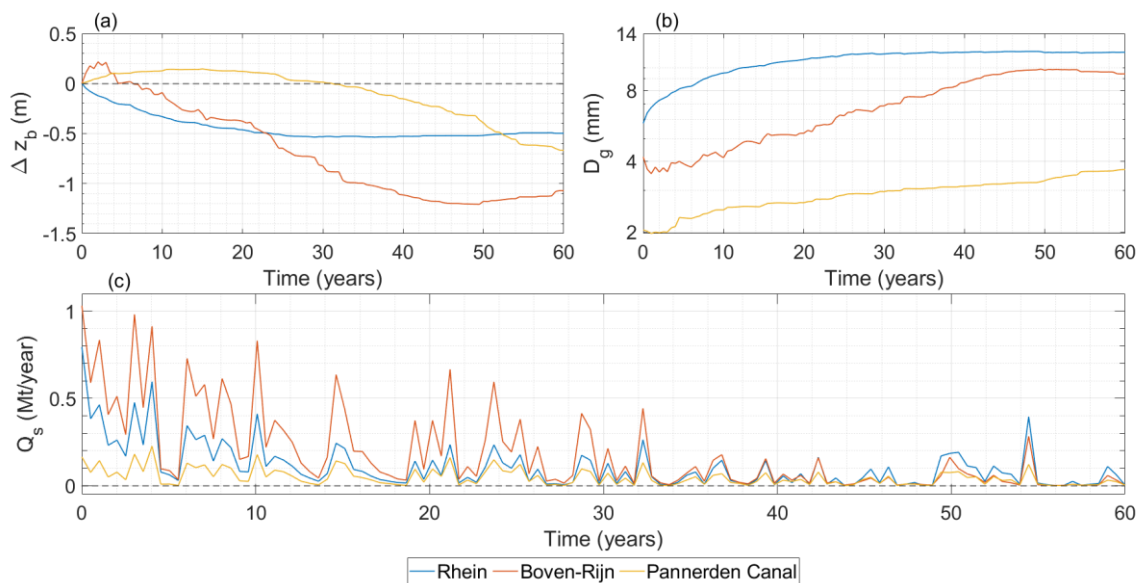 (a)
0.5
0
-0.5
-1
-1.5
Δ z_b (m)
0 10 20 30 40 50 60
Time (years)
(b)
14
8
4
2
D_g (mm)
0 10 20 30 40 50 60
Time (years)
(c)
1
0.5
0
Q_s (Mt/year)
0 10 20 30 40 50 60
Time (years)
Rhein Boven-Rijn Pannerden Canal